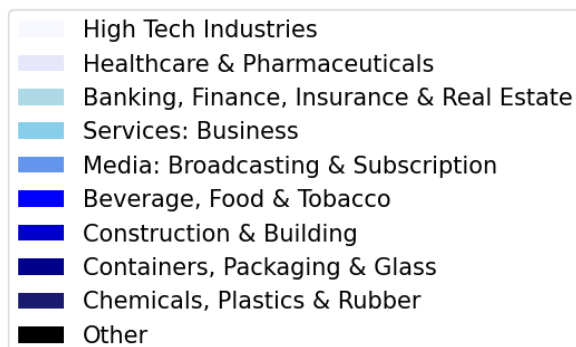 High Tech Industries
Healthcare & Pharmaceuticals
Banking, Finance, Insurance & Real Estate
Services: Business
Media: Broadcasting & Subscription
Beverage, Food & Tobacco
Construction & Building
Containers, Packaging & Glass
Chemicals, Plastics & Rubber
Other